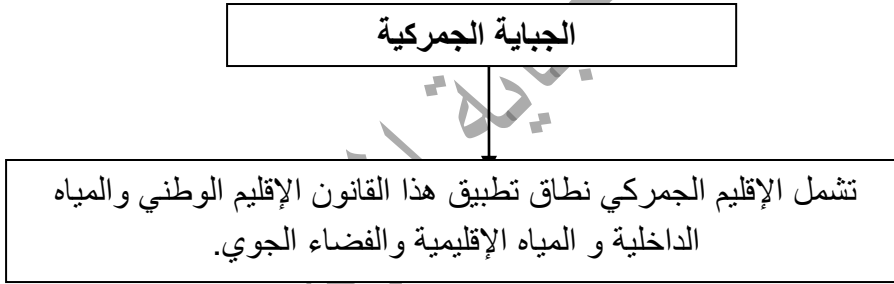 الجباية الجمركية
تشمل الإقليم الجمركي نطاق تطبيق هذا القانون الإقليم الوطني والمياه
الداخلية و المياه الإقليمية والفضاء الجوي.